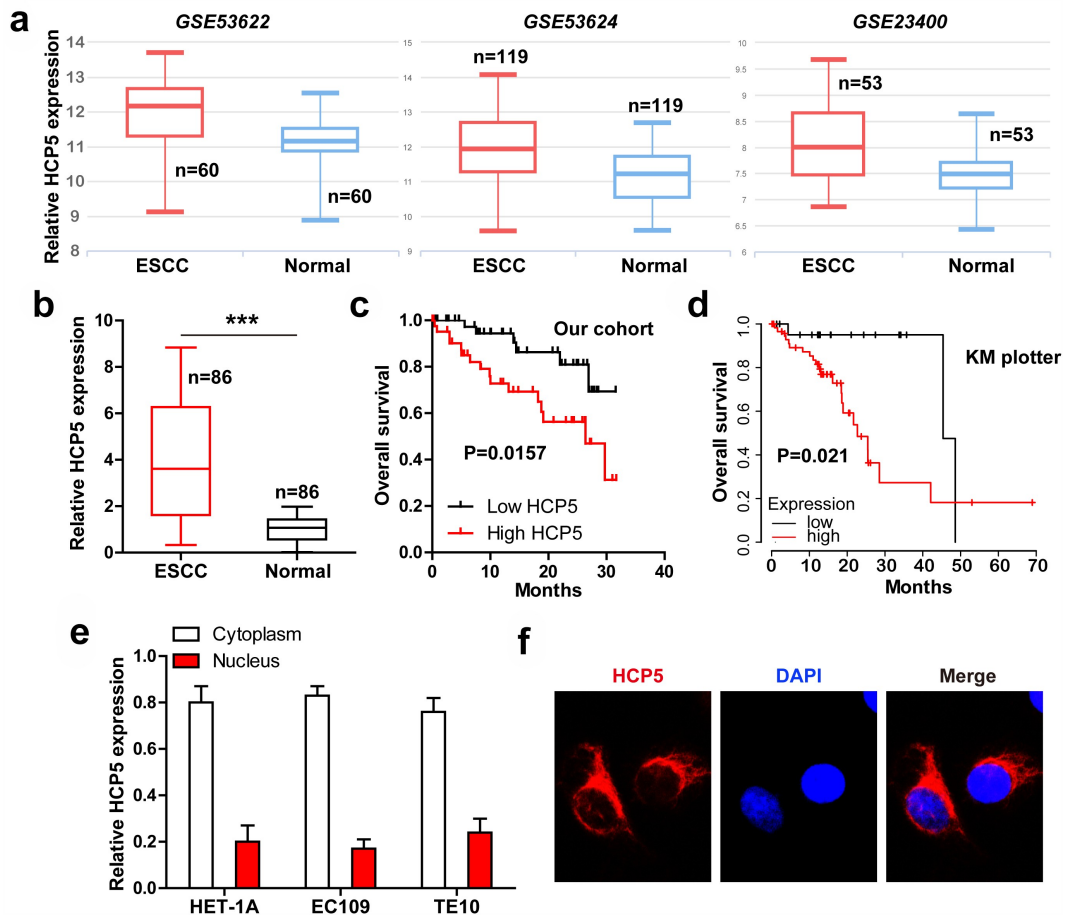 a
GSE53622
GSE53624
GSE23400
Relative HCP5 expression
14
13
12
11
10
9
8
n=60
n=60
ESCC
Normal
15
14
13
12
11
10
9
n=119
n=119
ESCC
Normal
10
9.5
9
8.5
8
7.5
7
6.5
6
n=53
n=53
ESCC
Normal
b
Relative HCP5 expression
10
8
6
4
2
0
***
n=86
n=86
ESCC
Normal
c
Overall survival
1.0
0.8
0.6
0.4
0.2
0.0
Our cohort
P=0.0157
Low HCP5
High HCP5
0 10 20 30 40
Months
d
Overall survival
1.0
0.8
0.6
0.4
0.2
0.0
KM plotter
P=0.021
Expression
low
high
0 10 20 30 40 50 60 70
Months
e
Cytoplasm
Nucleus
Relative HCP5 expression
1.0
0.8
0.6
0.4
0.2
0.0
HET-1A EC109 TE10
f
HCP5 DAPI Merge